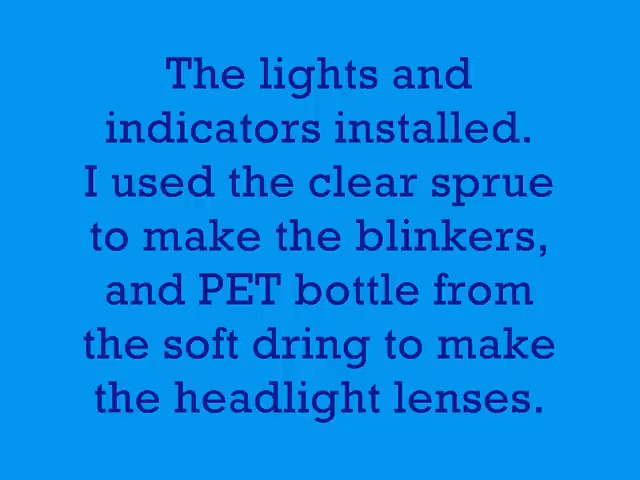 The lights and
indicators installed.
I used the clear sprue
to make the blinkers,
and PET bottle from
the soft dring to make
the headlight lenses.